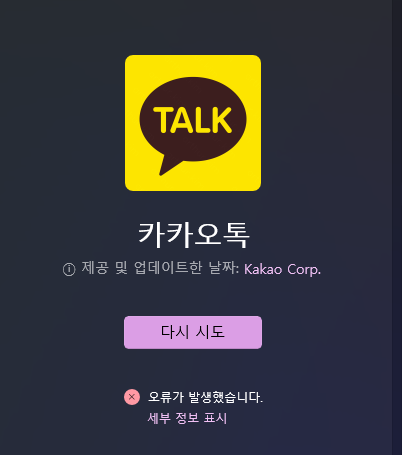 TALK
카카오톡
제공 및 업데이트한 날짜: Kakao Corp.
다시 시도
오류가 발생했습니다.
세부 정보 표시